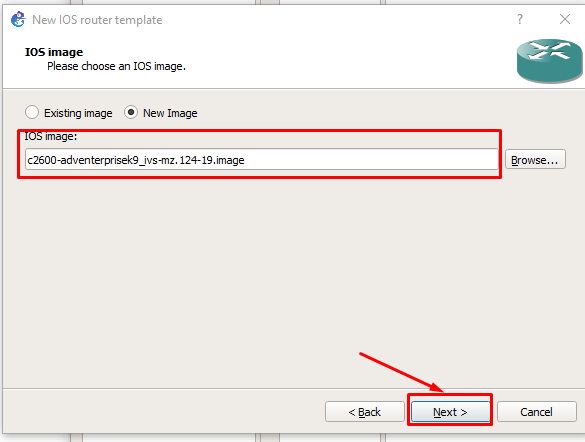 New IOS router template
IOS image
Please choose an IOS image.
Existing image New Image
IOS image:
c2600-adventerprisek9_ivs-mz.124-19.image Browse...
< Back Next > Cancel